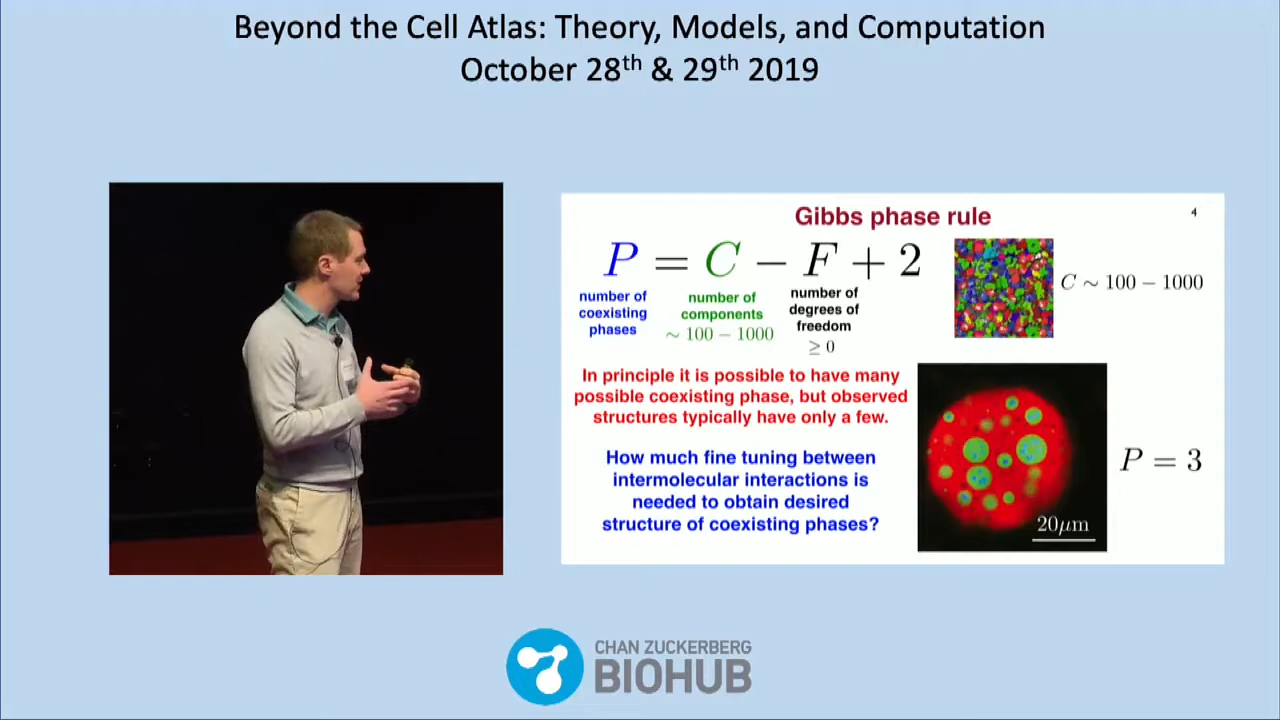 Beyond the Cell Atlas: Theory, Models, and Computation
October 28th & 29th 2019
Gibbs phase rule
4
P = C − F + 2
number of
coexisting
phases
number of
components
∼ 100 − 1000
number of
degrees of
freedom
≥ 0
C ∼ 100 − 1000
In principle it is possible to have many
possible coexisting phase, but observed
structures typically have only a few.
How much fine tuning between
intermolecular interactions is
needed to obtain desired
structure of coexisting phases?
P = 3
20μm
CHAN ZUCKERBERG
BIOHUB